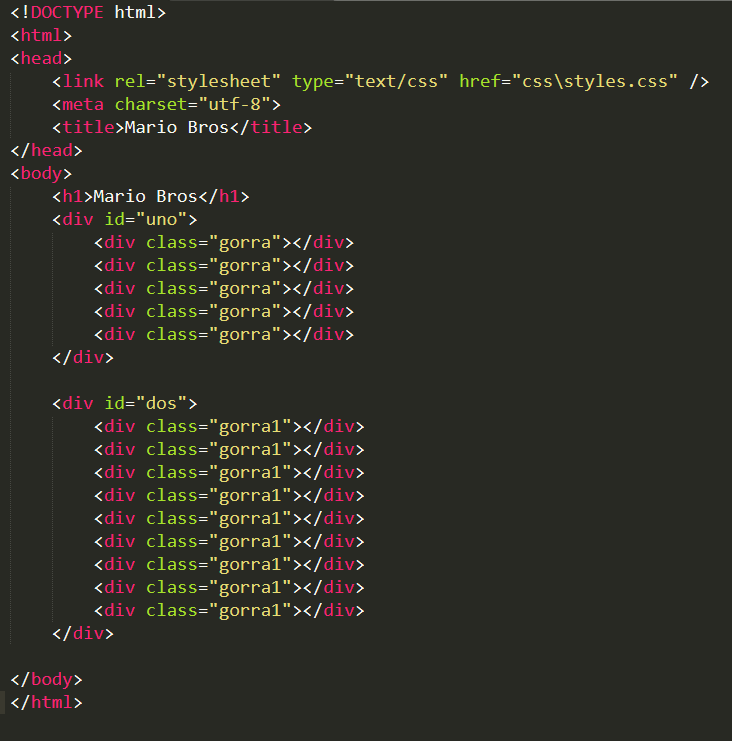 <!DOCTYPE html>
<html>
<head>
    <link rel="stylesheet" type="text/css" href="css\styles.css" />
    <meta charset="utf-8">
    <title>Mario Bros</title>
</head>
<body>
    <h1>Mario Bros</h1>
    <div id="uno">
        <div class="gorra"></div>
        <div class="gorra"></div>
        <div class="gorra"></div>
        <div class="gorra"></div>
        <div class="gorra"></div>
    </div>

    <div id="dos">
        <div class="gorra1"></div>
        <div class="gorra1"></div>
        <div class="gorra1"></div>
        <div class="gorra1"></div>
        <div class="gorra1"></div>
        <div class="gorra1"></div>
        <div class="gorra1"></div>
        <div class="gorra1"></div>
        <div class="gorra1"></div>
    </div>

</body>
</html>